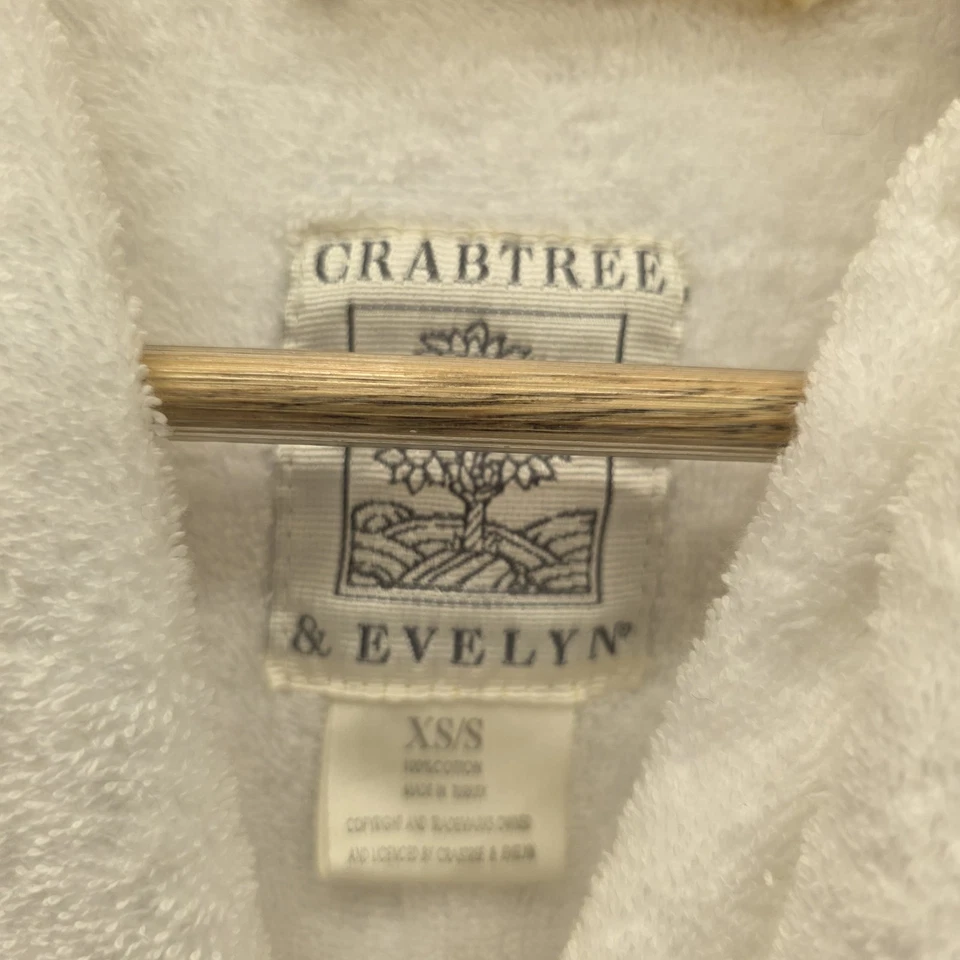 CRABTREE
& EVELYN®
XS/S
100% COTTON
MADE IN TURKEY
COPYRIGHT AND TRADEMARKS OWNED
AND LICENCED BY CRABTREE & EVELYN